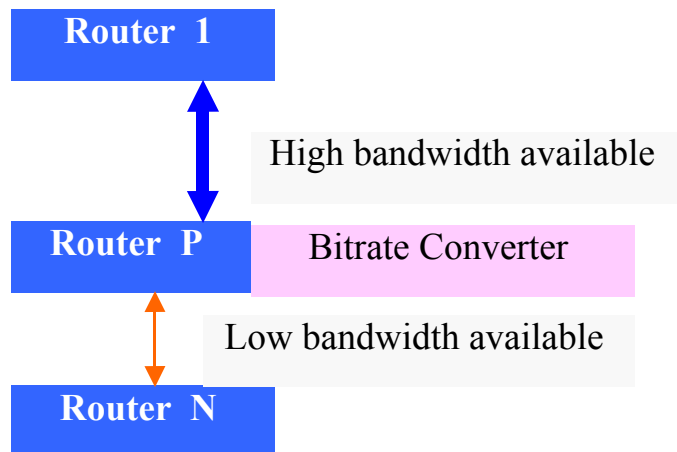 Router 1
High bandwidth available
Router P
Bitrate Converter
Low bandwidth available
Router N